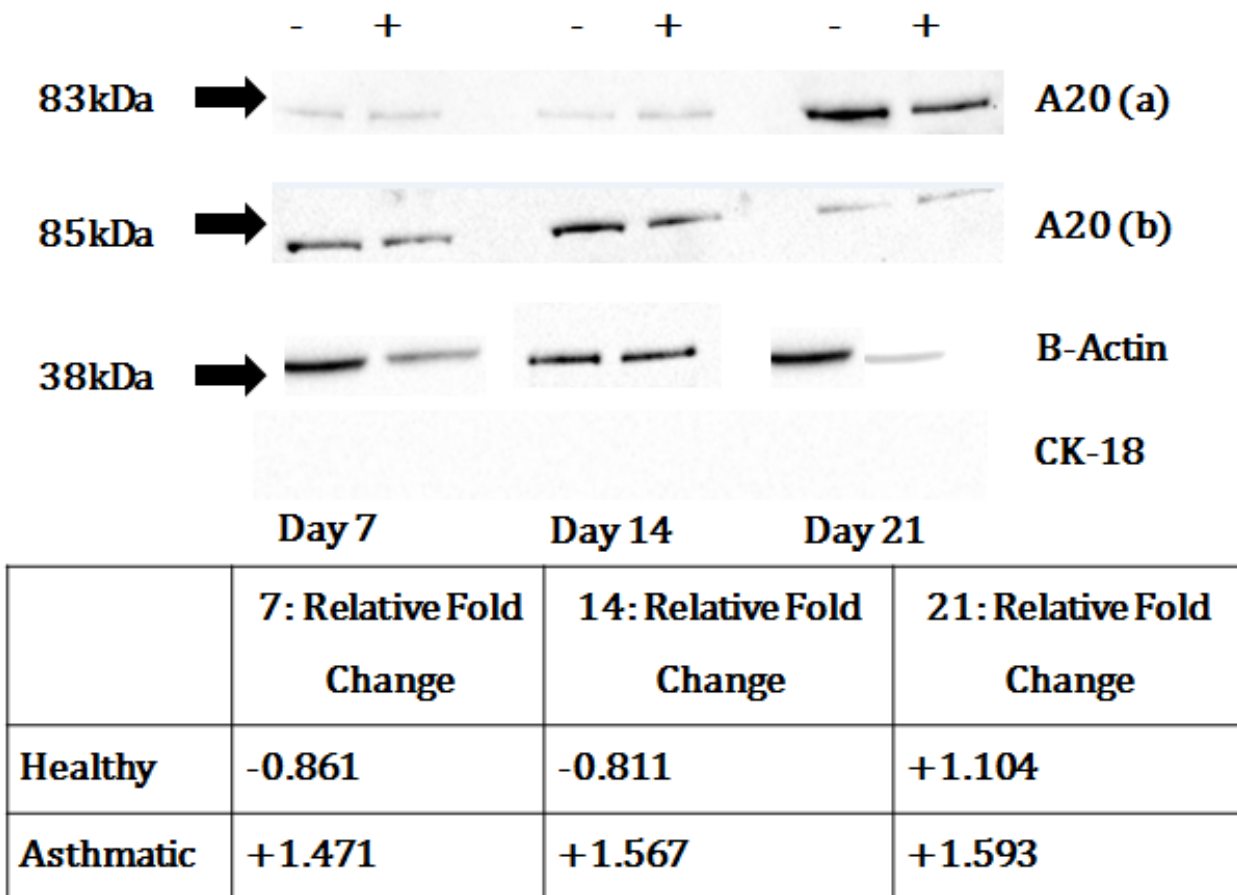 - + - + - +
83kDa A20 (a)
85kDa A20 (b)
38kDa B-Actin
CK-18
Day 7 Day 14 Day 21
7: Relative Fold Change 14: Relative Fold Change 21: Relative Fold Change
Healthy -0.861 -0.811 +1.104
Asthmatic +1.471 +1.567 +1.593